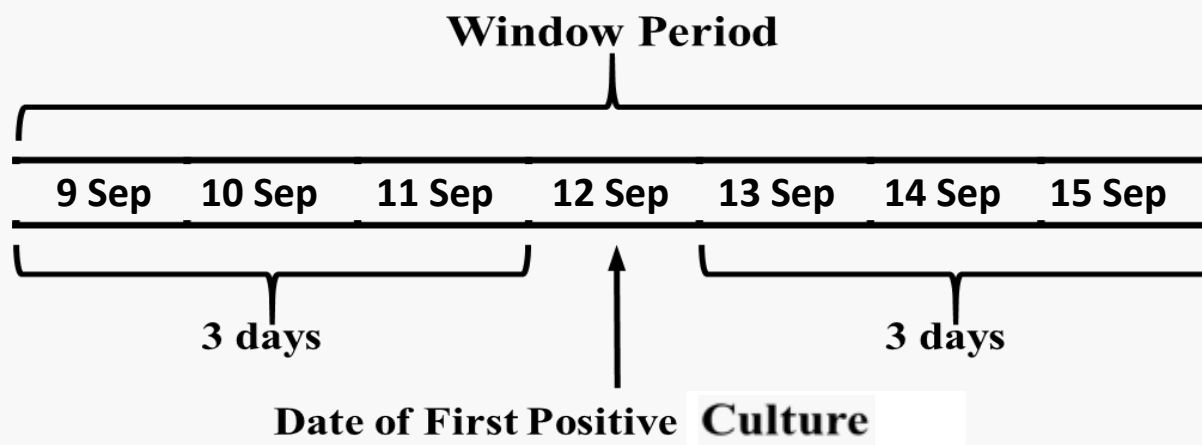 Window Period
9 Sep 10 Sep 11 Sep 12 Sep 13 Sep 14 Sep 15 Sep
3 days 3 days
Date of First Positive Culture